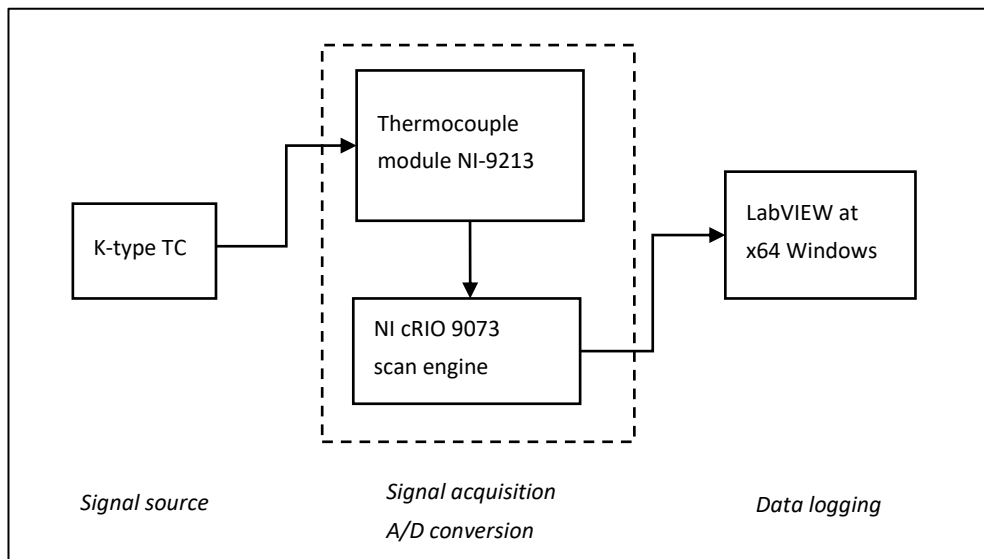 Thermocouple
module NI-9213
K-type TC
LabVIEW at
x64 Windows
NI cRIO 9073
scan engine
Signal source
Signal acquisition
A/D conversion
Data logging